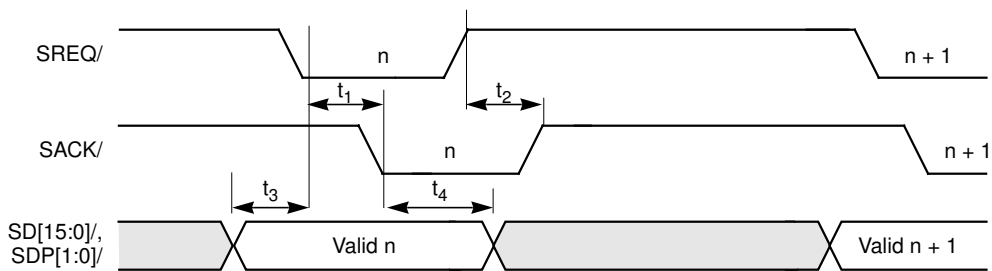 SREQ/ n n + 1
t1 t2
SACK/ n n + 1
t3 t4
SD[15:0]/,
SDP[1:0]/ Valid n Valid n + 1